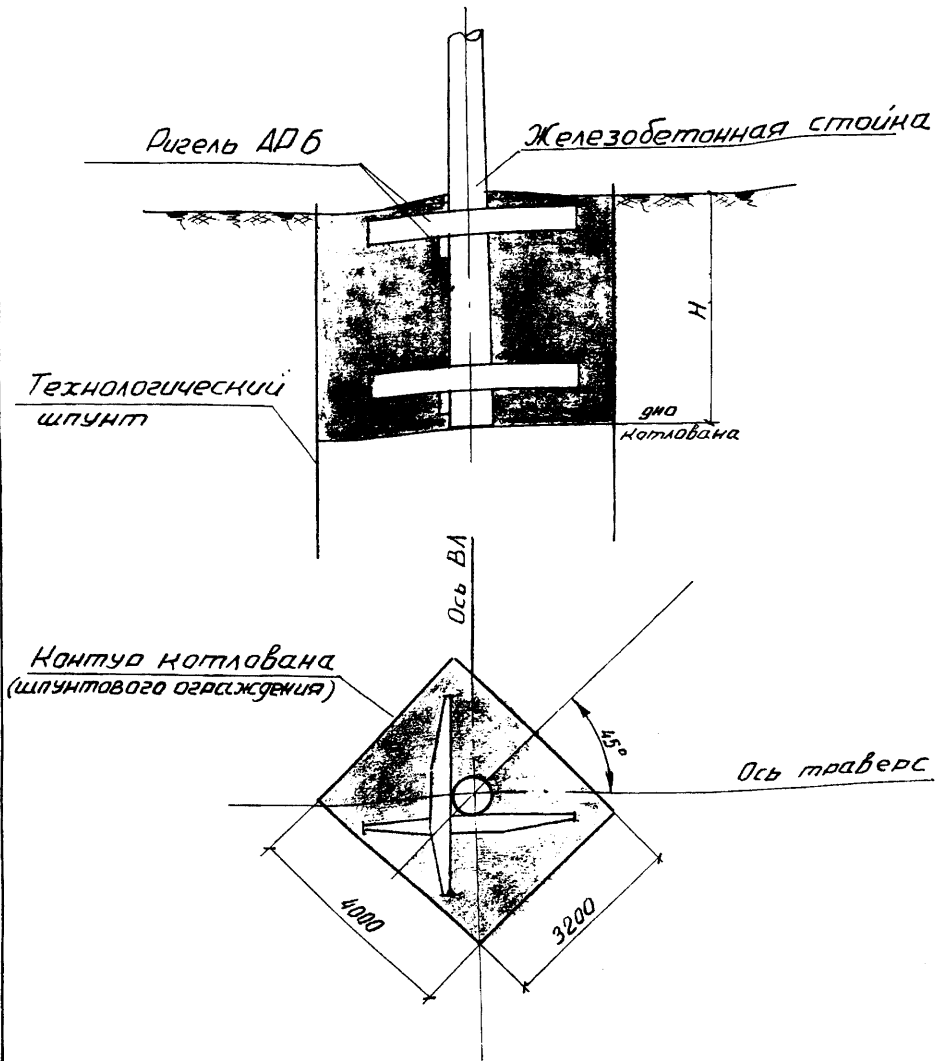 Ригель АР6
Железобетонная стойка
H
Технологический
шпунт
дно
котлована
Ось ВЛ
Контур котлована
(шпунтового ограждения)
45°
Ось траверс
4000
3200